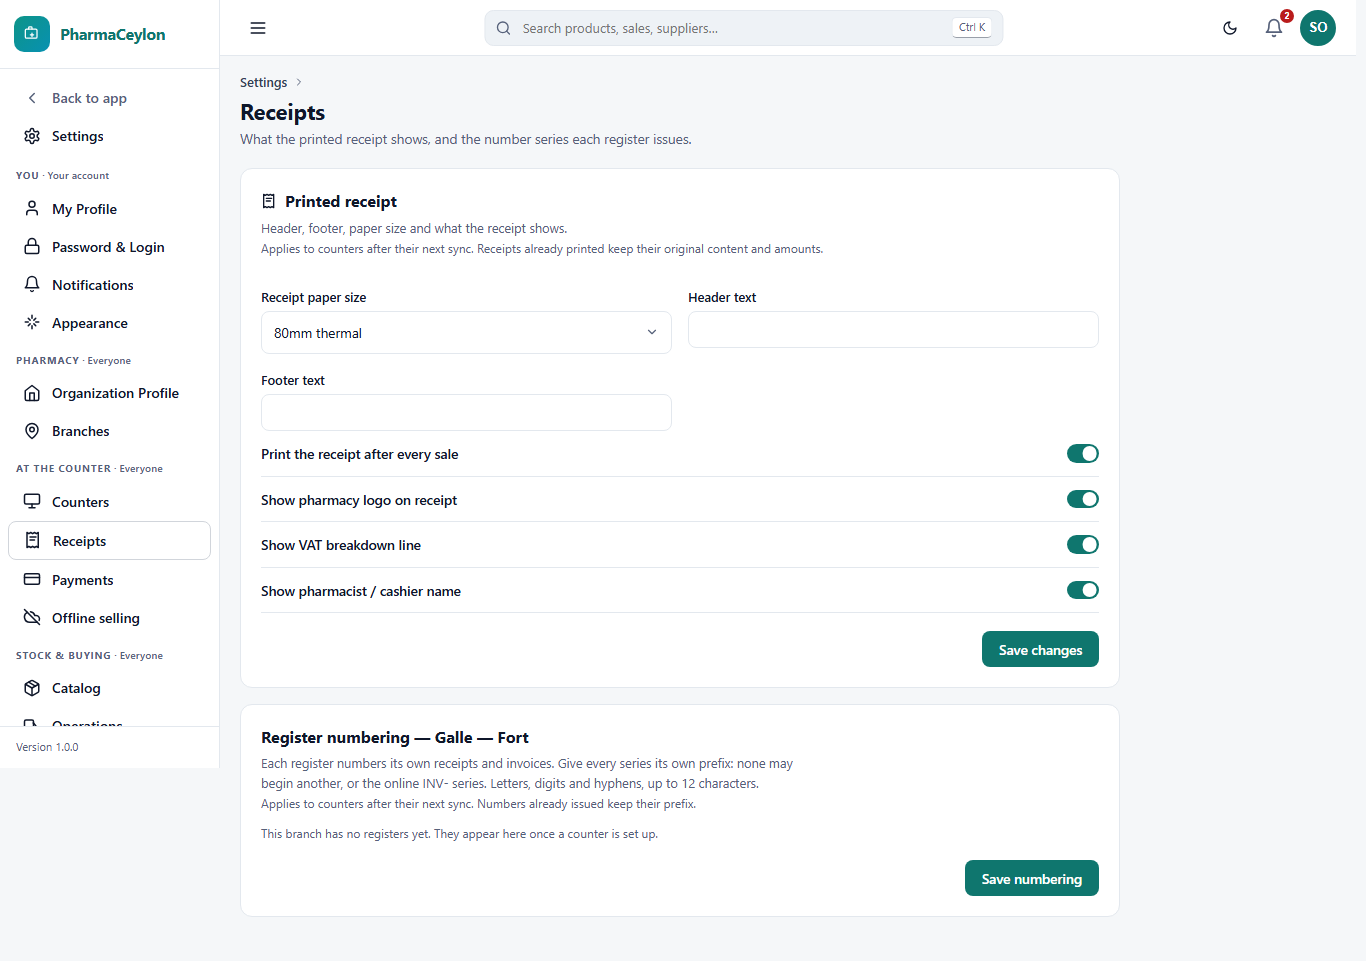 PharmaCeylon
Search products, sales, suppliers...
Ctrl K
2
SO
Back to app
Settings
YOU · Your account
My Profile
Password & Login
Notifications
Appearance
PHARMACY · Everyone
Organization Profile
Branches
AT THE COUNTER · Everyone
Counters
Receipts
Payments
Offline selling
STOCK & BUYING · Everyone
Catalog
Operations
Version 1.0.0
Settings
Receipts
What the printed receipt shows, and the number series each register issues.
Printed receipt
Header, footer, paper size and what the receipt shows.
Applies to counters after their next sync. Receipts already printed keep their original content and amounts.
Receipt paper size
80mm thermal
Header text
Footer text
Print the receipt after every sale
Show pharmacy logo on receipt
Show VAT breakdown line
Show pharmacist / cashier name
Save changes
Register numbering — Galle — Fort
Each register numbers its own receipts and invoices. Give every series its own prefix: none may
begin another, or the online INV- series. Letters, digits and hyphens, up to 12 characters.
Applies to counters after their next sync. Numbers already issued keep their prefix.
This branch has no registers yet. They appear here once a counter is set up.
Save numbering